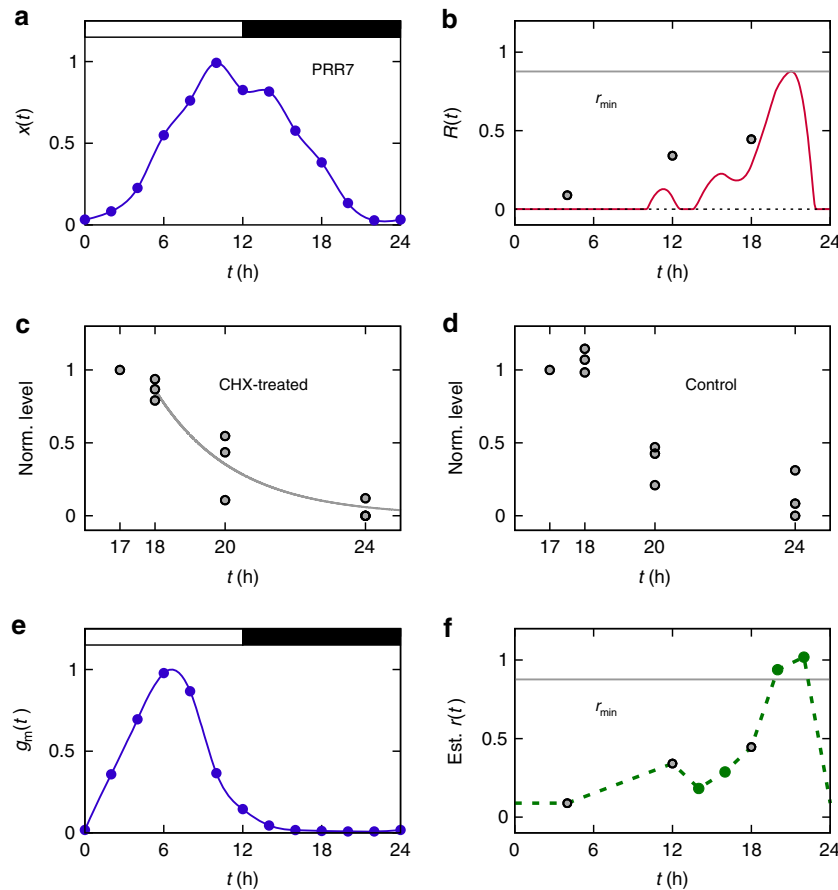 a
PRR7
x(t)
1
0.5
0
0 6 12 18 24
t (h)
b
r_min
R(t)
1
0.5
0
0 6 12 18 24
t (h)
c
CHX-treated
Norm. level
1
0.5
0
17 18 20 24
t (h)
d
Control
Norm. level
1
0.5
0
17 18 20 24
t (h)
e
g_m(t)
1
0.5
0
0 6 12 18 24
t (h)
f
r_min
Est. r(t)
1
0.5
0
0 6 12 18 24
t (h)